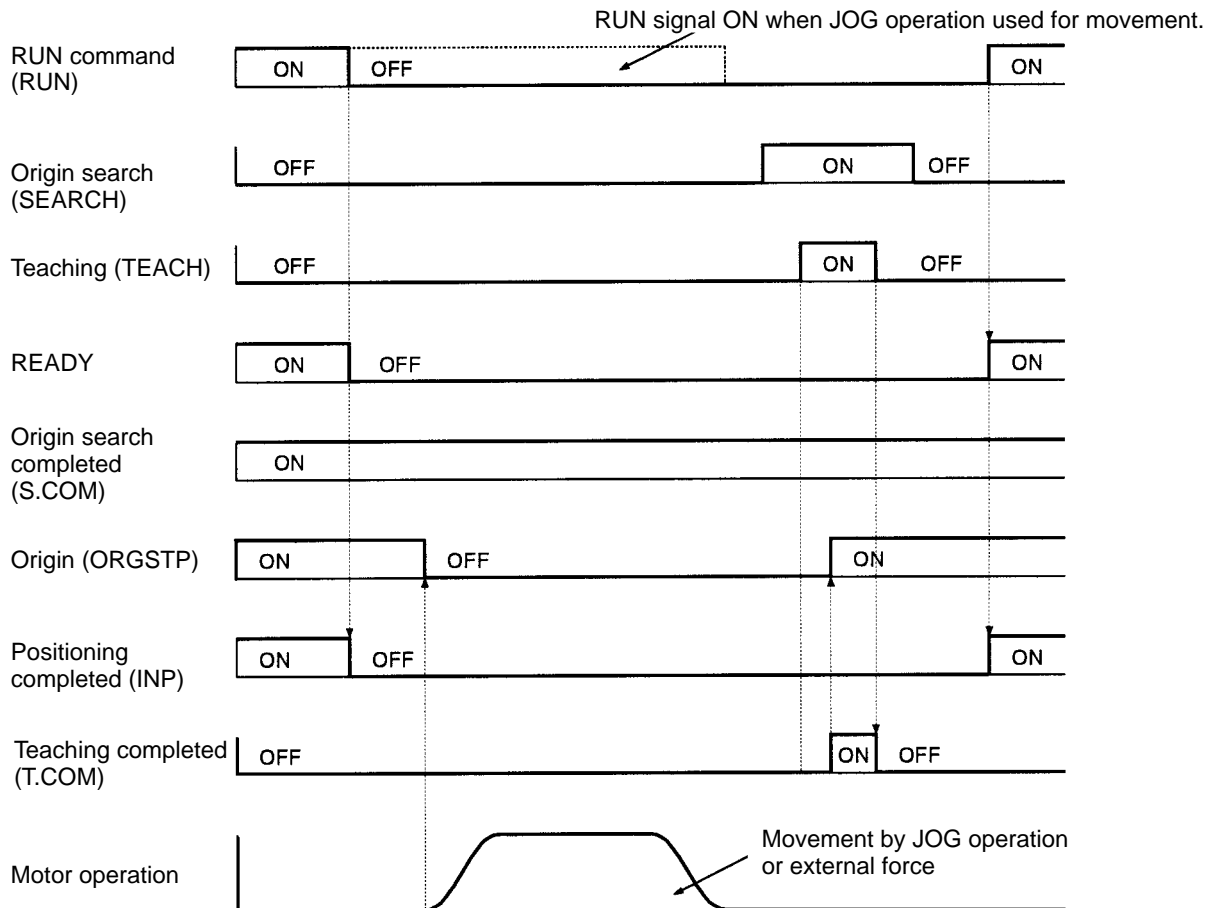 RUN signal ON when JOG operation used for movement.
RUN command
(RUN)
ON
OFF
ON
Origin search
(SEARCH)
OFF
ON
OFF
Teaching (TEACH)
OFF
ON
OFF
READY
ON
OFF
ON
Origin search
completed
(S.COM)
ON
Origin (ORGSTP)
ON
OFF
ON
Positioning
completed (INP)
ON
OFF
ON
Teaching completed
(T.COM)
OFF
ON
OFF
Motor operation
Movement by JOG operation
or external force